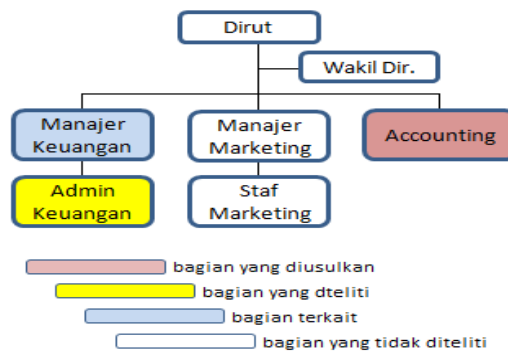 Dirut
Wakil Dir.
Manajer
Keuangan
Manajer
Marketing
Accounting
Admin
Keuangan
Staf
Marketing
bagian yang diusulkan
bagian yang dteliti
bagian terkait
bagian yang tidak diteliti